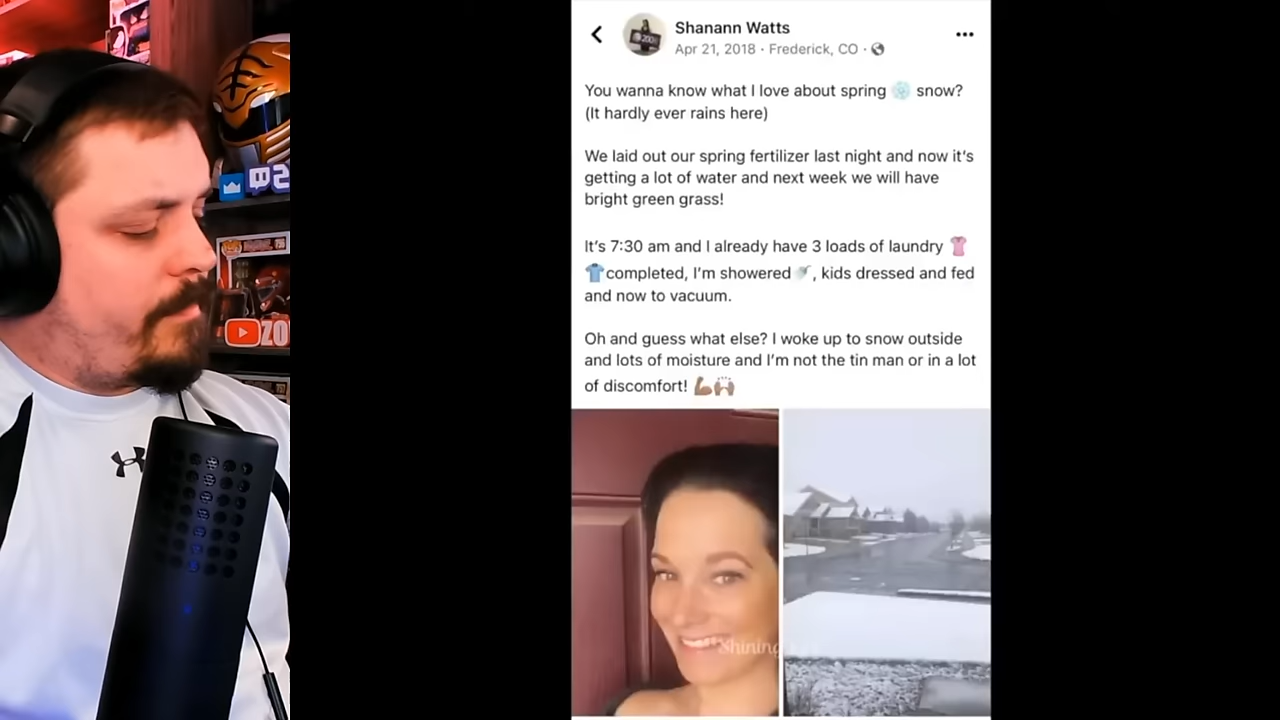 Shanann Watts
Apr 21, 2018 · Frederick, CO ·
You wanna know what I love about spring ❄️ snow?
(It hardly ever rains here)
We laid out our spring fertilizer last night and now it's
getting a lot of water and next week we will have
bright green grass!
It's 7:30 am and I already have 3 loads of laundry 👚
👕completed, I'm showered🚿, kids dressed and fed
and now to vacuum.
Oh and guess what else? I woke up to snow outside
and lots of moisture and I'm not the tin man or in a lot
of discomfort! 💪🏽🙌🏽
Shining
ZO